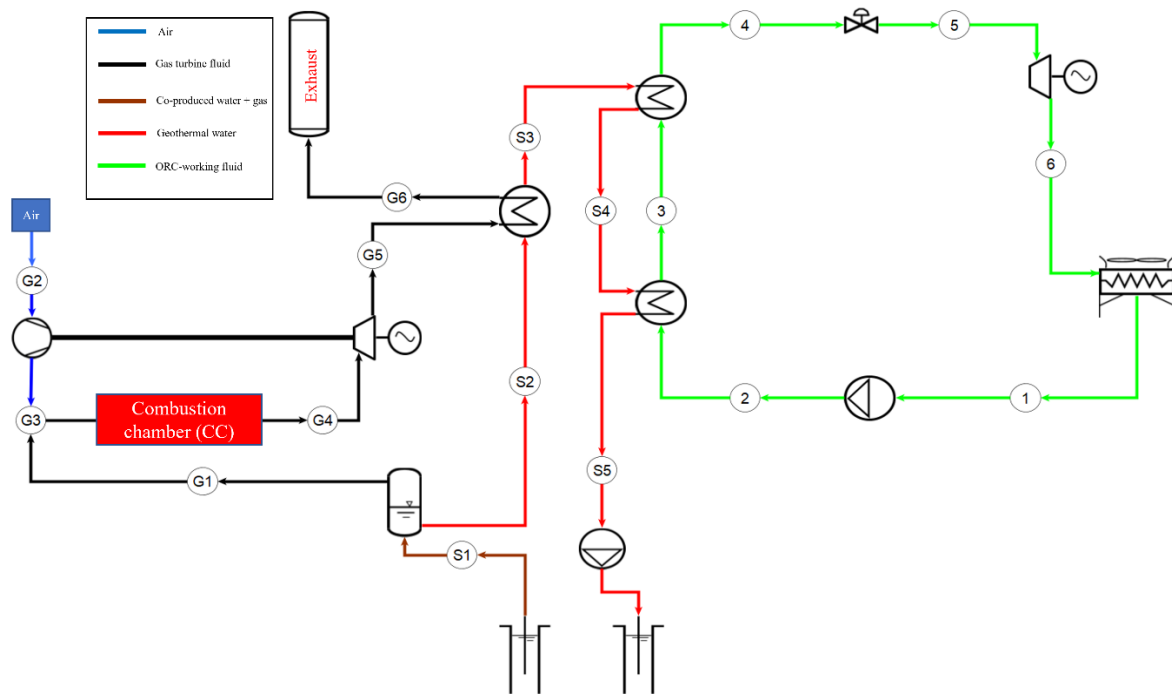 Air
Gas turbine fluid
Co-produced water + gas
Geothermal water
ORC-working fluid
Exhaust
4
5
S3
6
G6
S4
3
Air
G5
G2
S2
G3
Combustion
chamber (CC)
G4
2
1
G1
S5
S1